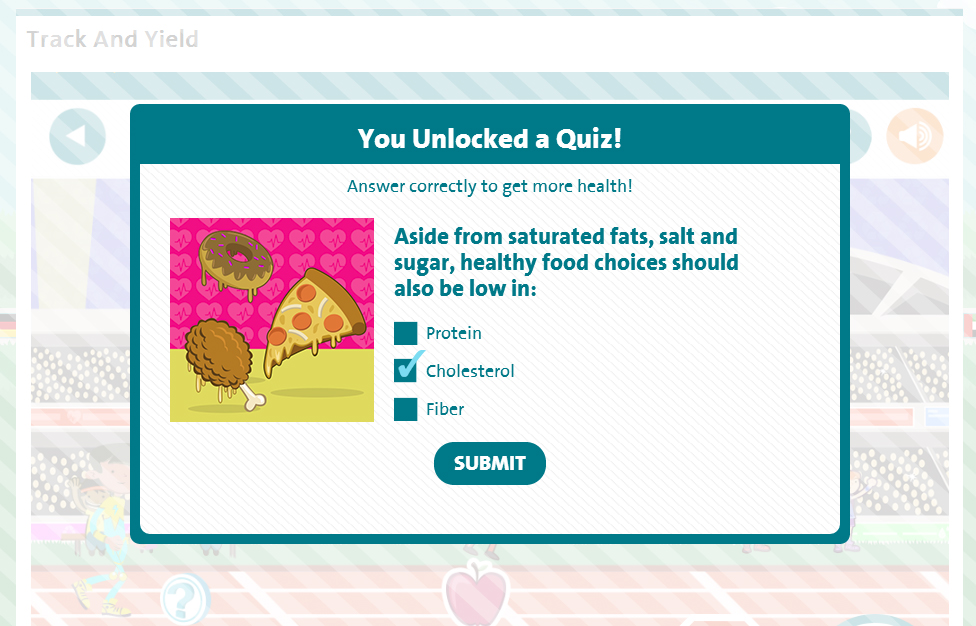 Track And Yield
You Unlocked a Quiz!
Answer correctly to get more health!
Aside from saturated fats, salt and
sugar, healthy food choices should
also be low in:
Protein
Cholesterol
Fiber
SUBMIT
?